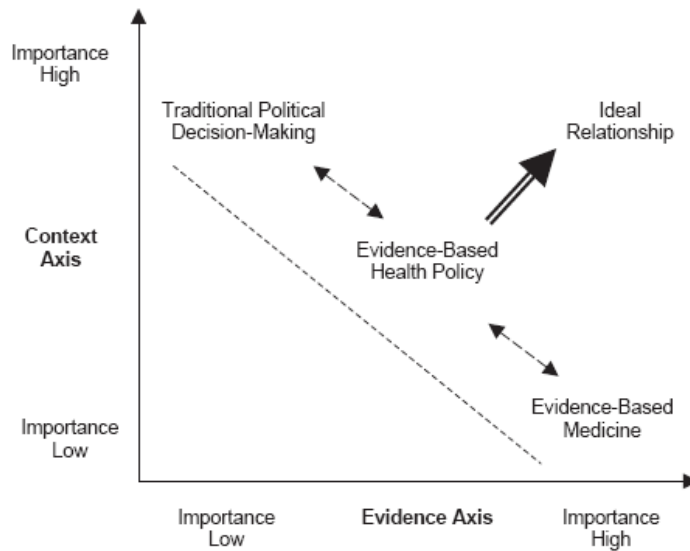 Importance
High
Traditional Political
Decision-Making
Ideal
Relationship
Context
Axis
Evidence-Based
Health Policy
Evidence-Based
Medicine
Importance
Low
Importance
Low
Evidence Axis
Importance
High